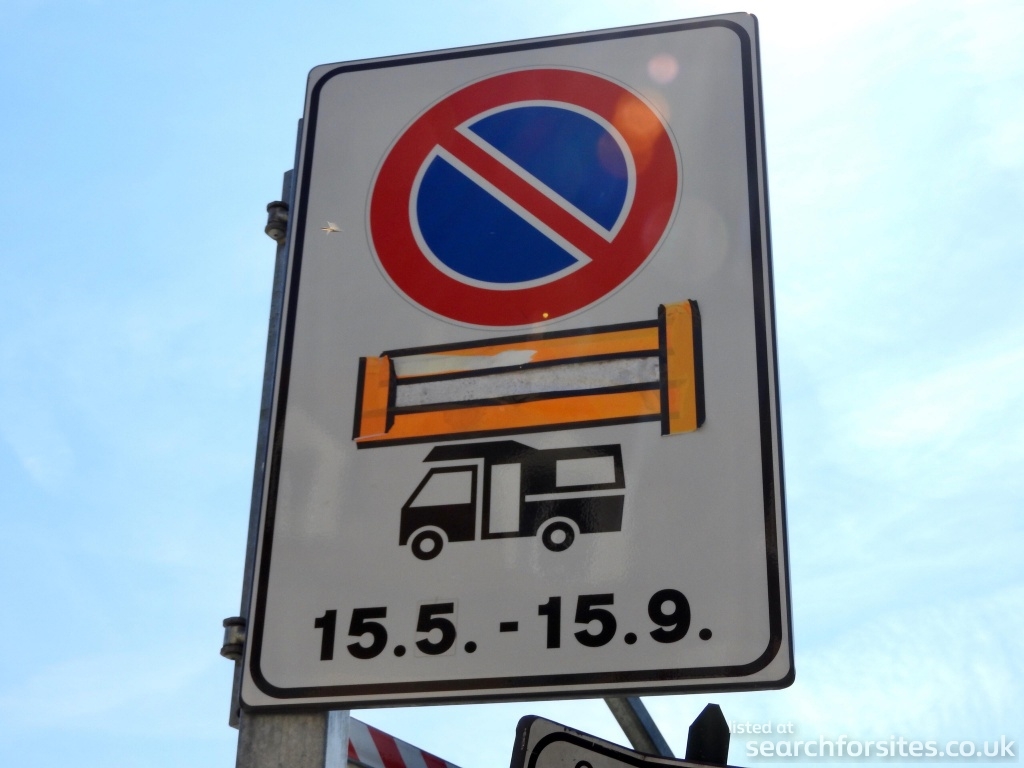 15.5. - 15.9.
listed at
searchforsites.co.uk